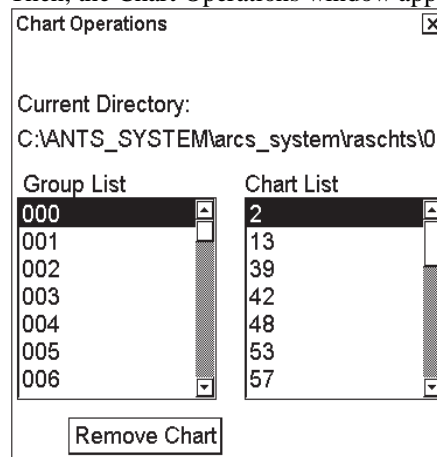 Then, the Chart Operations window app
Chart Operations
Current Directory:
C:\ANTS_SYSTEM\arcs_system\raschts\0
Group List Chart List
000 2
001 13
002 39
003 42
004 48
005 53
006 57
Remove Chart